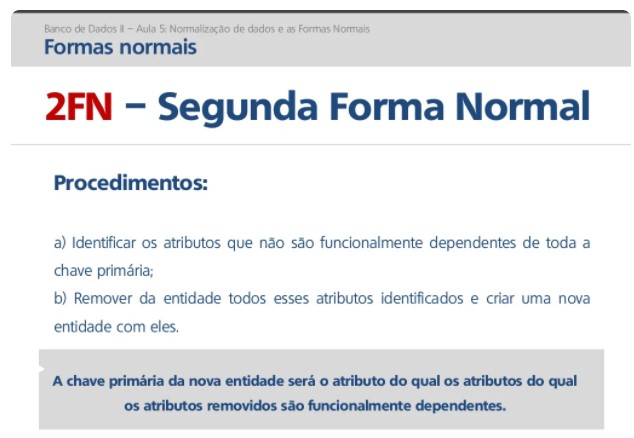 Banco de Dados II – Aula 5: Normalização de dados e as Formas Normais
Formas normais
2FN – Segunda Forma Normal
Procedimentos:
a) Identificar os atributos que não são funcionalmente dependentes de toda a
chave primária;
b) Remover da entidade todos esses atributos identificados e criar uma nova
entidade com eles.
A chave primária da nova entidade será o atributo do qual os atributos do qual
os atributos removidos são funcionalmente dependentes.